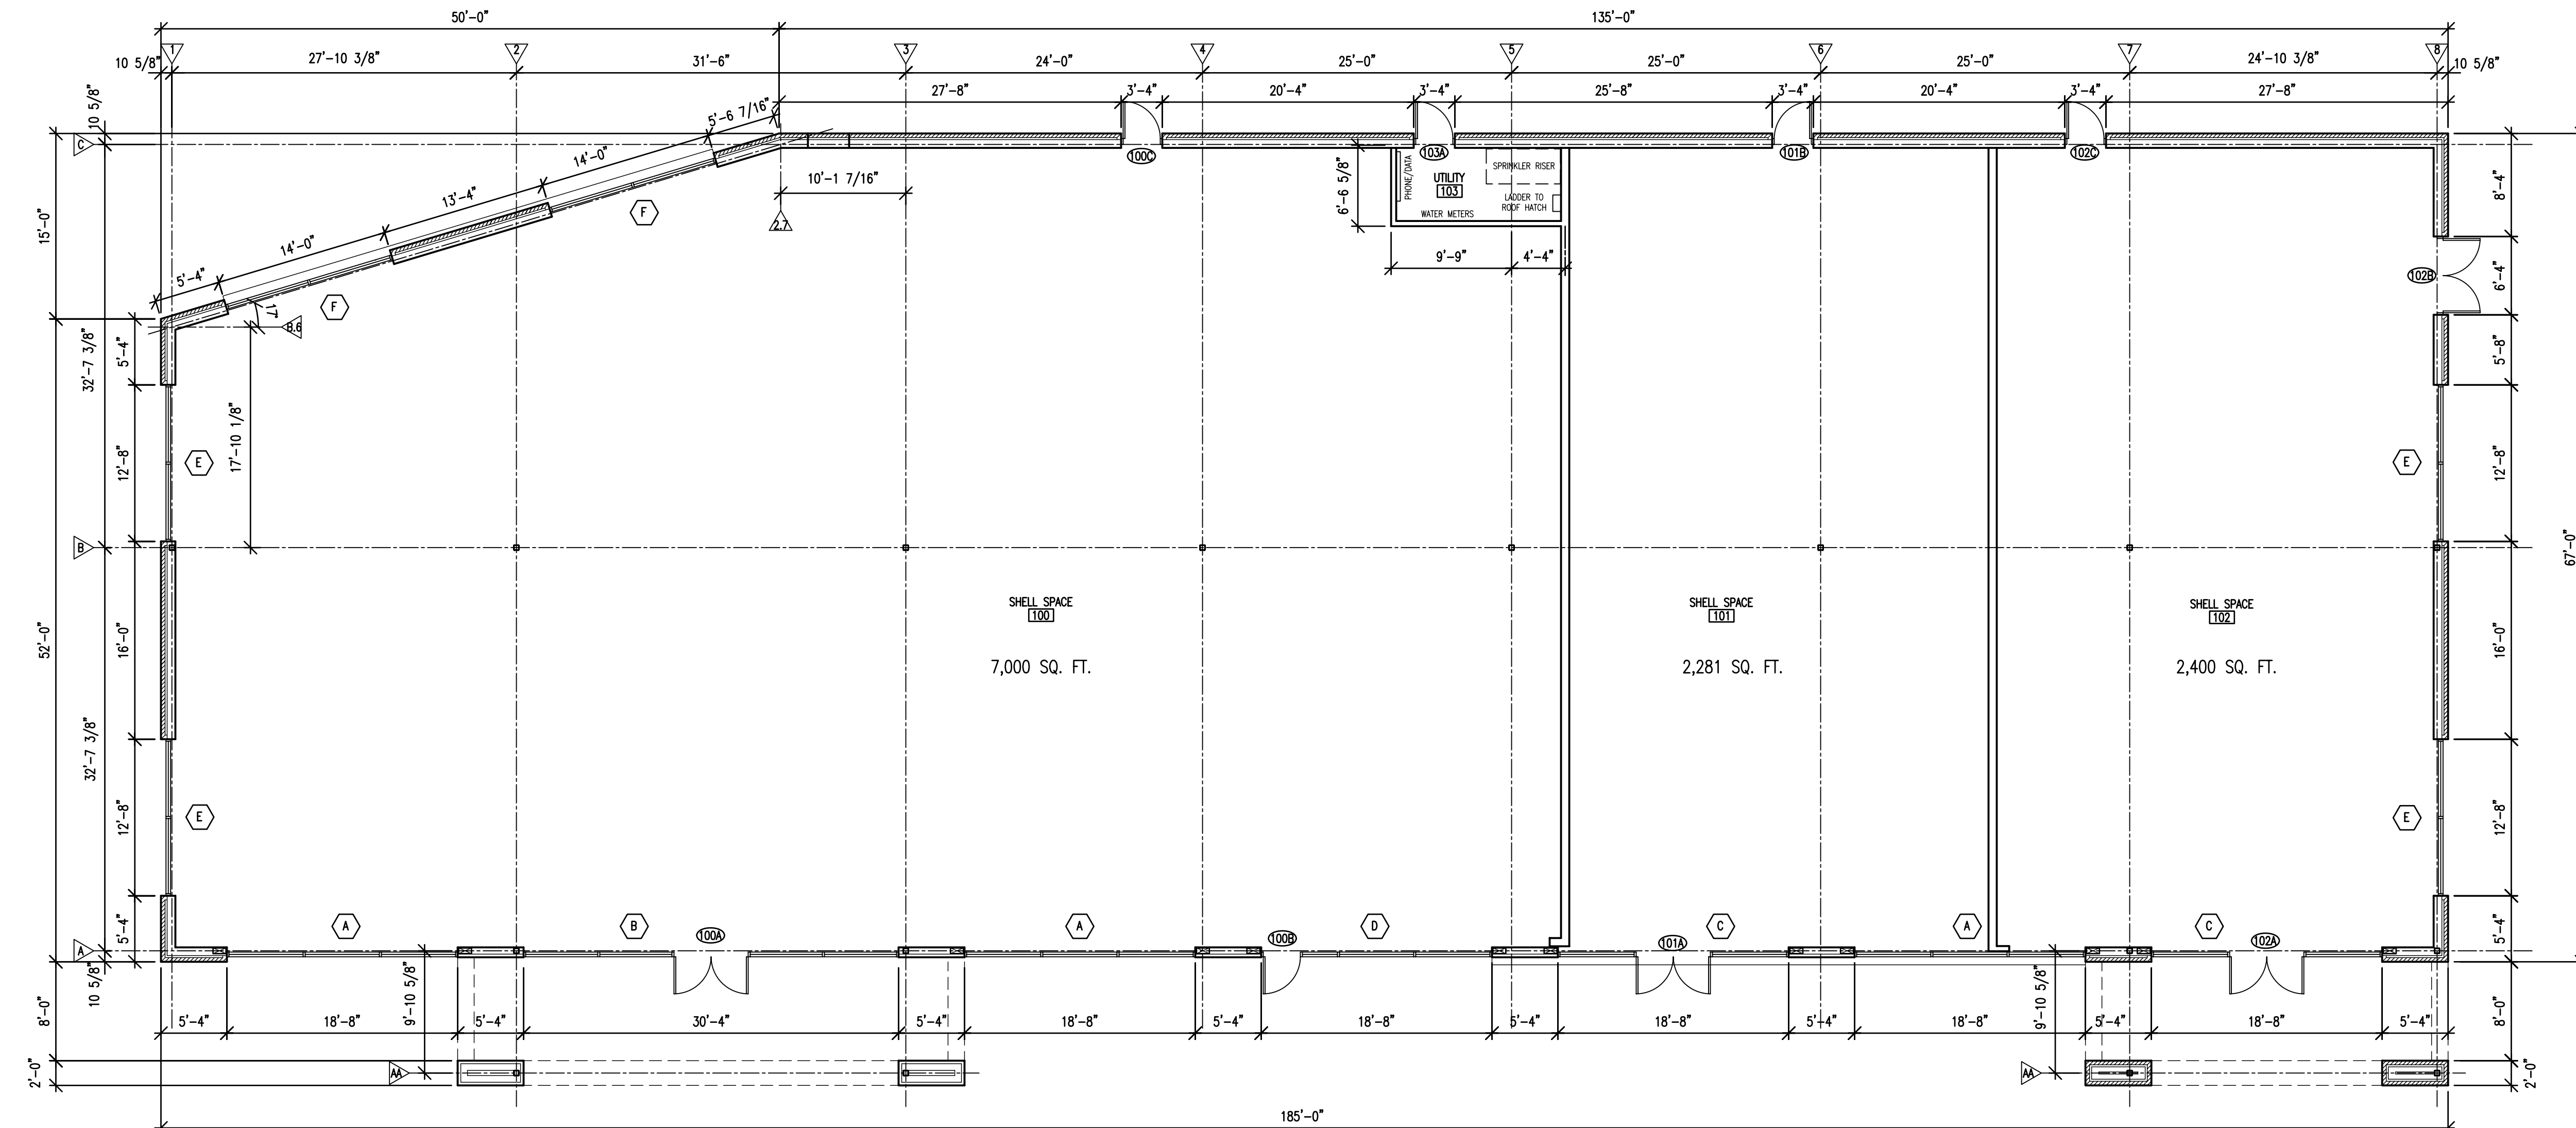 50'-0"
135'-0"
1
2
3
4
5
6
7
8
10 5/8"
27'-10 3/8"
31'-6"
24'-0"
25'-0"
25'-0"
25'-0"
24'-10 3/8"
10 5/8"
27'-8"
3'-4"
20'-4"
3'-4"
25'-8"
3'-4"
20'-4"
3'-4"
27'-8"
10 5/8"
5'-6 7/16"
C
100C
103A
101B
102C
14'-0"
13'-4"
14'-0"
5'-4"
10'-1 7/16"
2.7
F
F
17°
B.6
6'-6 5/8"
PHONE/DATA
UTILITY
103
SPRINKLER RISER
LADDER TO
ROOF HATCH
WATER METERS
9'-9"
4'-4"
15'-0"
8'-4"
102B
6'-4"
32'-7 3/8"
5'-4"
5'-8"
17'-10 1/8"
12'-8"
E
E
12'-8"
B
67'-0"
SHELL SPACE
100
7,000 SQ. FT.
SHELL SPACE
101
2,281 SQ. FT.
SHELL SPACE
102
2,400 SQ. FT.
52'-0"
16'-0"
16'-0"
32'-7 3/8"
12'-8"
E
E
12'-8"
5'-4"
A
B
100A
A
100B
D
101A
C
A
C
102A
5'-4"
A
10 5/8"
8'-0"
9'-10 5/8"
9'-10 5/8"
8'-0"
5'-4"
18'-8"
5'-4"
30'-4"
5'-4"
18'-8"
5'-4"
18'-8"
5'-4"
18'-8"
5'-4"
18'-8"
5'-4"
18'-8"
5'-4"
2'-0"
AA
AA
2'-0"
185'-0"